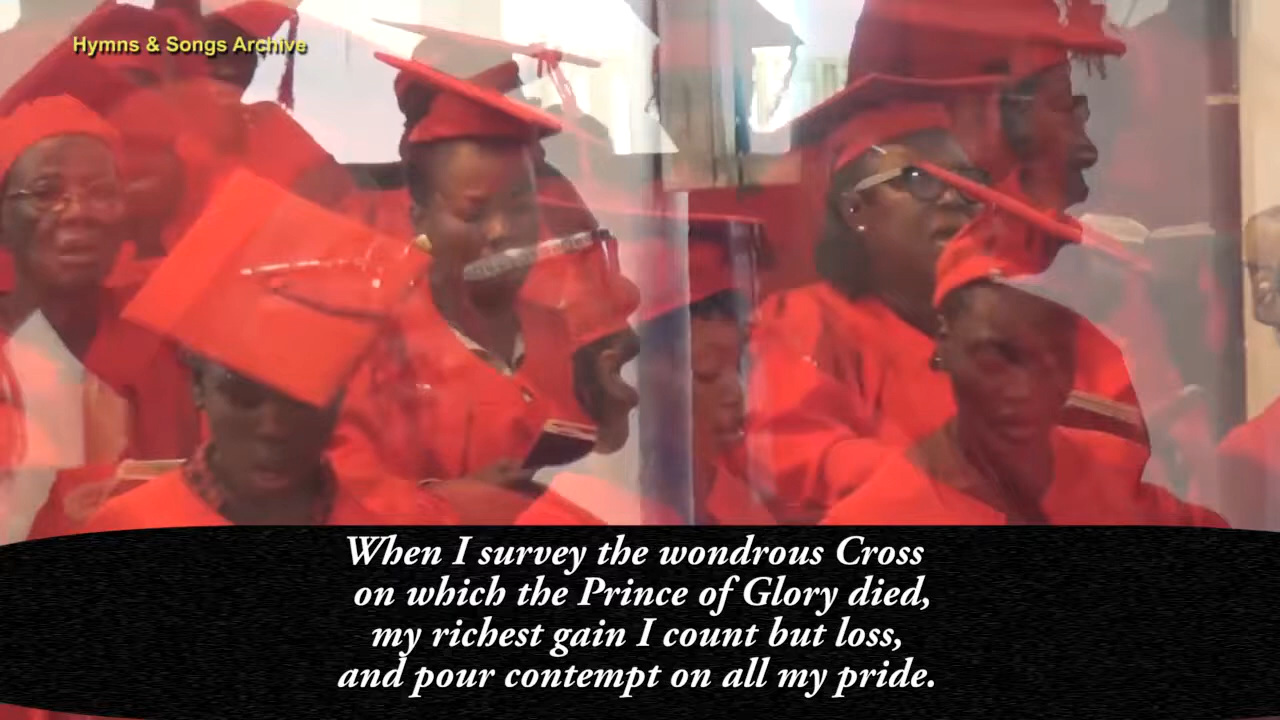 Hymns & Songs Archive
When I survey the wondrous Cross
on which the Prince of Glory died,
my richest gain I count but loss,
and pour contempt on all my pride.